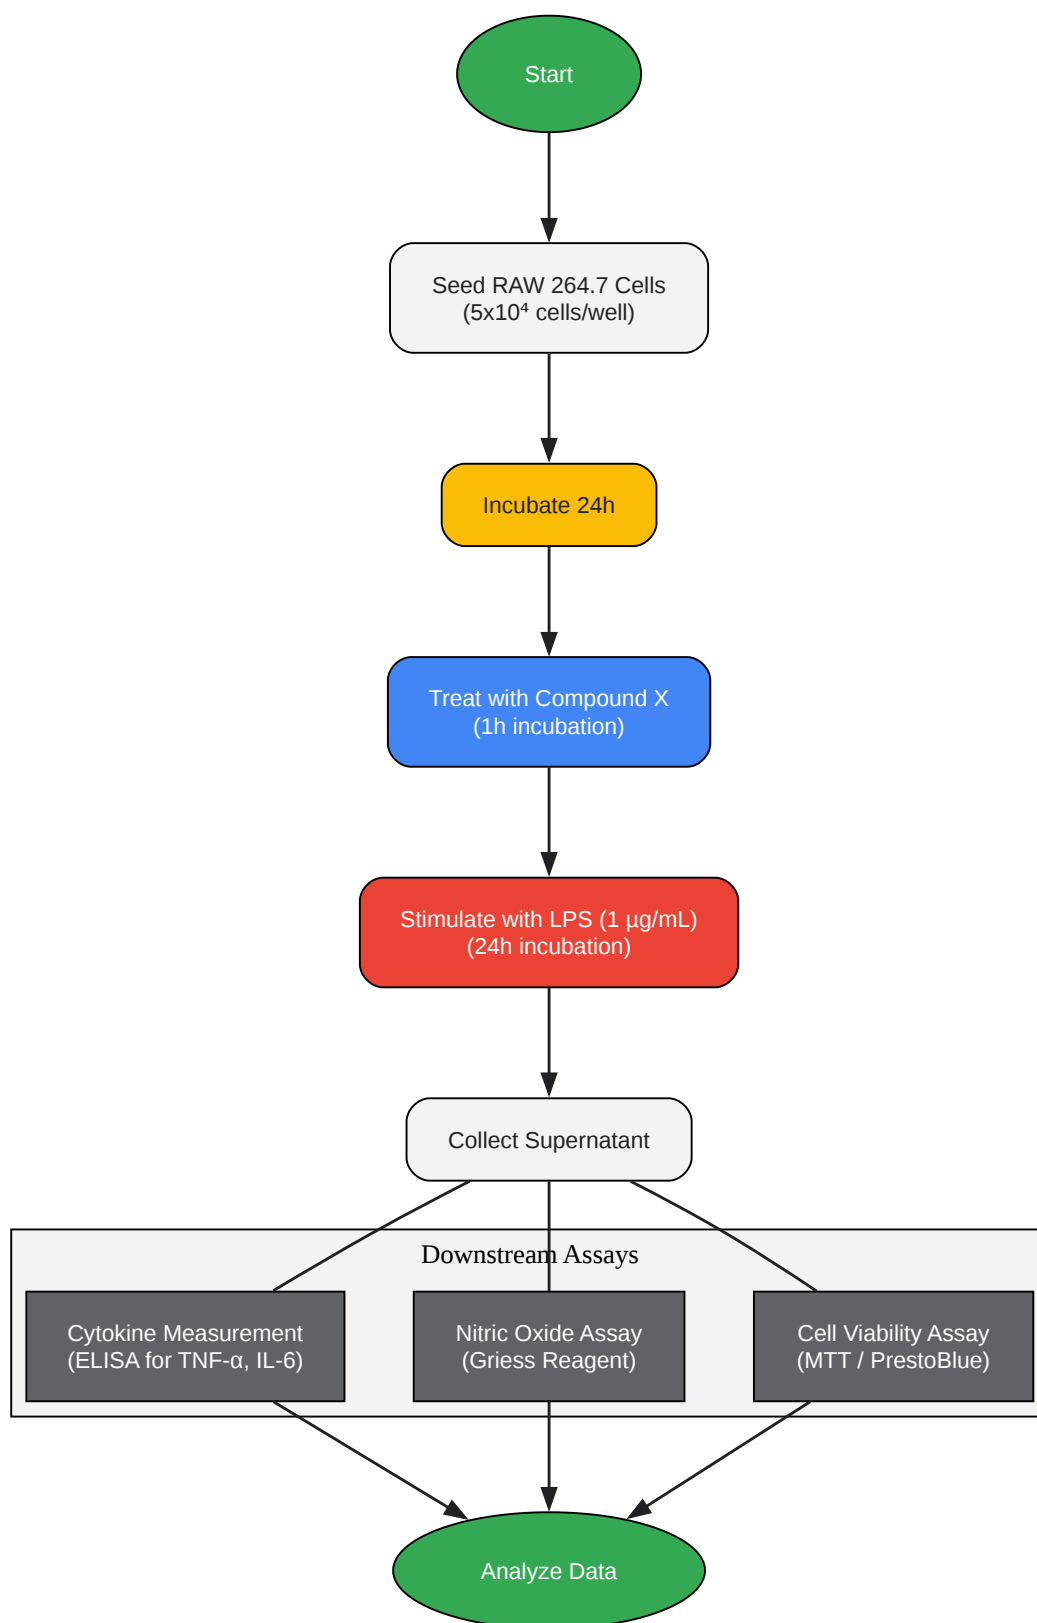 Start
Seed RAW 264.7 Cells
(5x10⁴ cells/well)
Incubate 24h
Treat with Compound X
(1h incubation)
Stimulate with LPS (1 µg/mL)
(24h incubation)
Collect Supernatant
Downstream Assays
Cytokine Measurement
(ELISA for TNF-α, IL-6)
Nitric Oxide Assay
(Griess Reagent)
Cell Viability Assay
(MTT / PrestoBlue)
Analyze Data